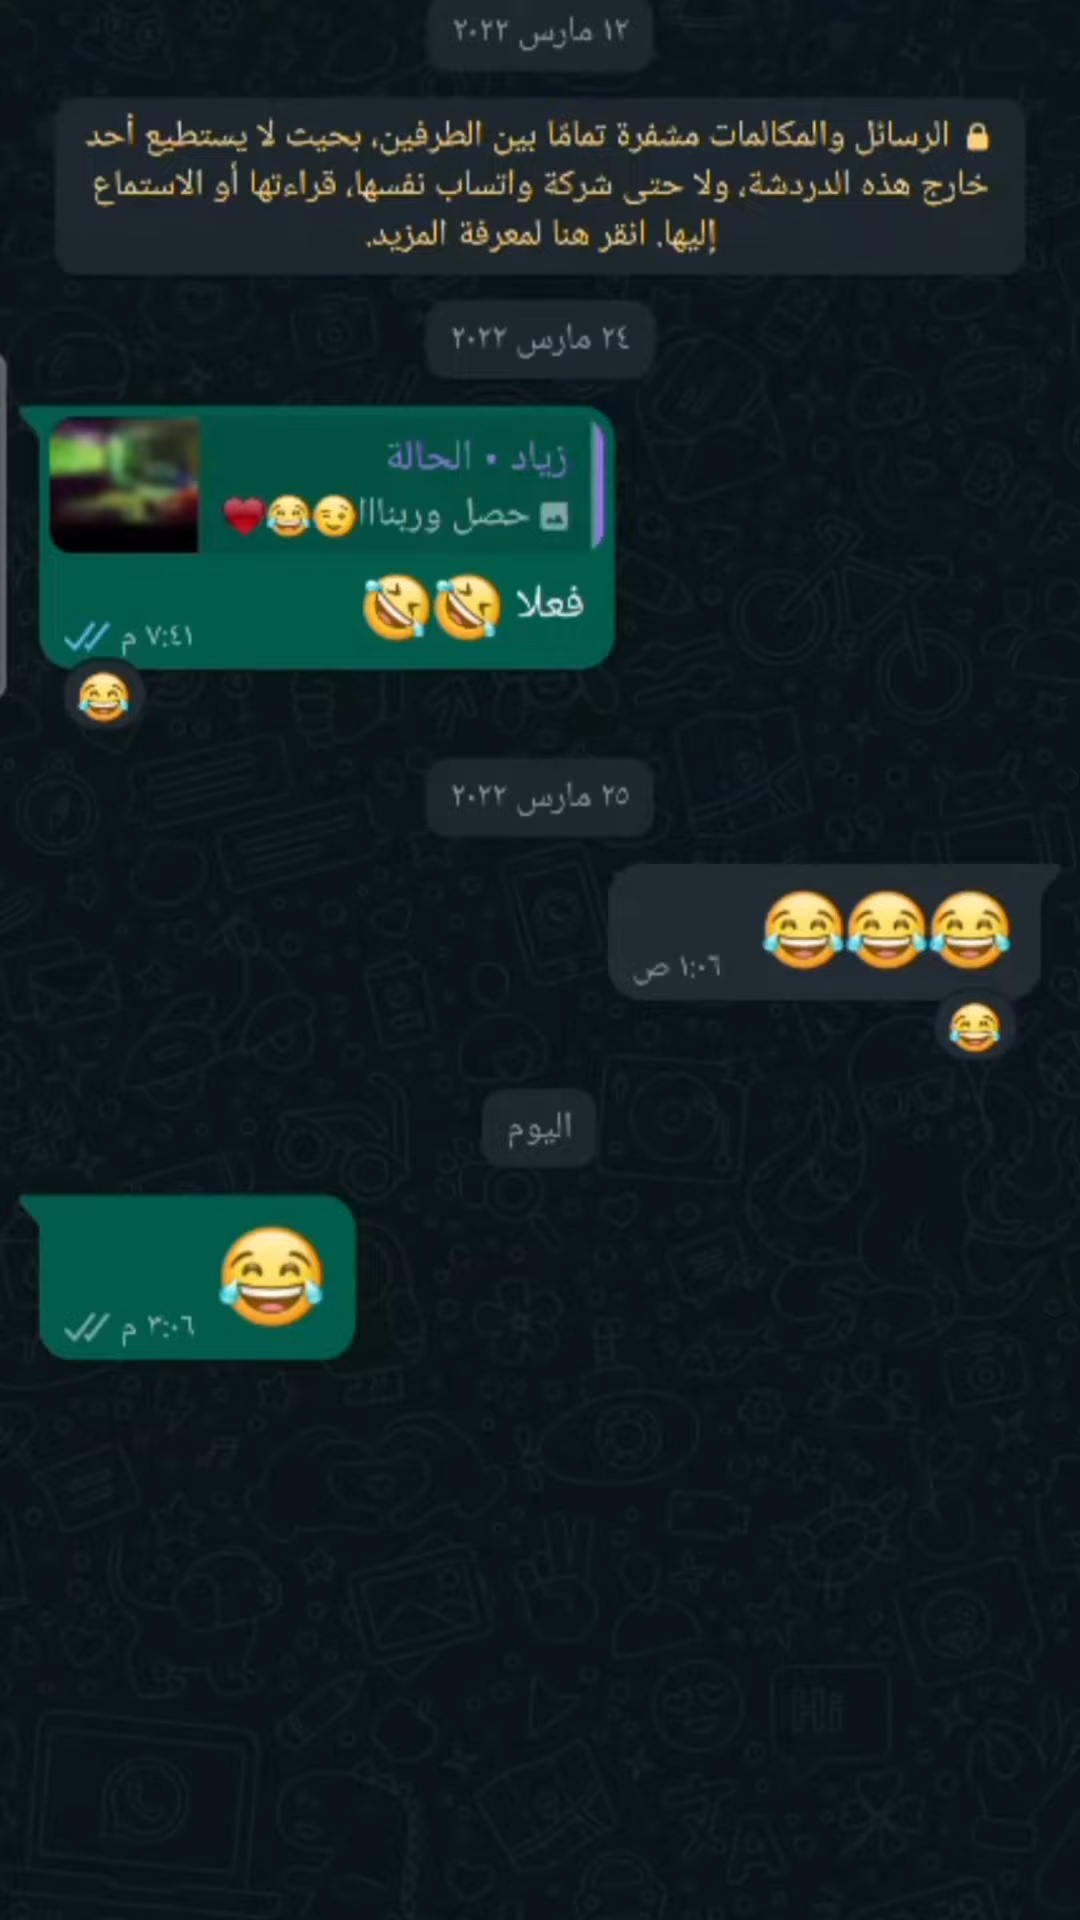 ١٢ مارس ٢٠٢٢
🔒 الرسائل والمكالمات مشفرة تمامًا بين الطرفين، بحيث لا يستطيع أحد
خارج هذه الدردشة، ولا حتى شركة واتساب نفسها، قراءتها أو الاستماع
إليها. انقر هنا لمعرفة المزيد.
٢٤ مارس ٢٠٢٢
زياد • الحالة
حصل وربنااا😉😂♥️
فعلا 🤣🤣
٧:٤١ م
😂
٢٥ مارس ٢٠٢٢
😂😂😂
١:٠٦ ص
😂
اليوم
😂
٣:٠٦ م